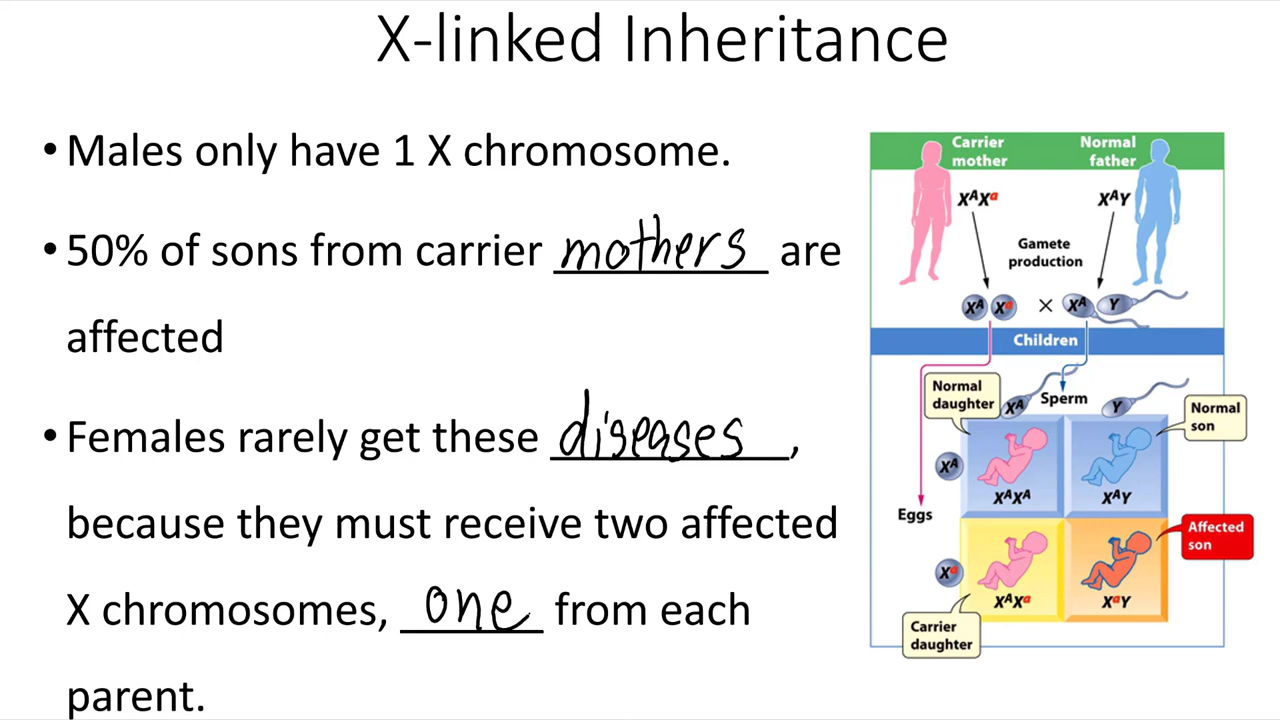 X-linked Inheritance
• Males only have 1 X chromosome.
• 50% of sons from carrier mothers are
affected
• Females rarely get these diseases,
because they must receive two affected
X chromosomes, one from each
parent.
Carrier
mother
Normal
father
XᴬXᵃ
XᴬY
Gamete
production
Xᴬ Xᵃ × Xᴬ Y
Children
Normal
daughter
Xᴬ
Sperm
Y
Normal
son
Xᴬ
XᴬXᴬ
XᴬY
Eggs
Affected
son
Xᵃ
XᴬXᵃ
XᵃY
Carrier
daughter